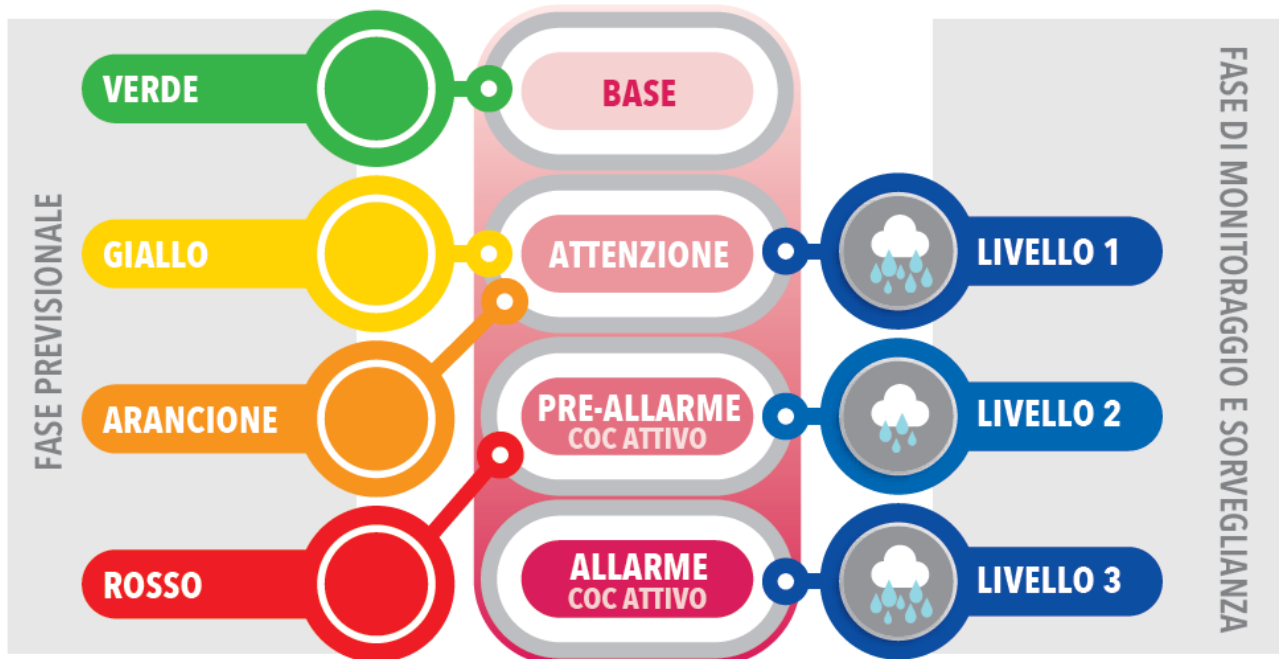 FASE PREVISIONALE
VERDE
GIALLO
ARANCIONE
ROSSO
BASE
ATTENZIONE
PRE-ALLARME
COC ATTIVO
ALLARME
COC ATTIVO
LIVELLO 1
LIVELLO 2
LIVELLO 3
FASE DI MONITORAGGIO E SORVEGLIANZA